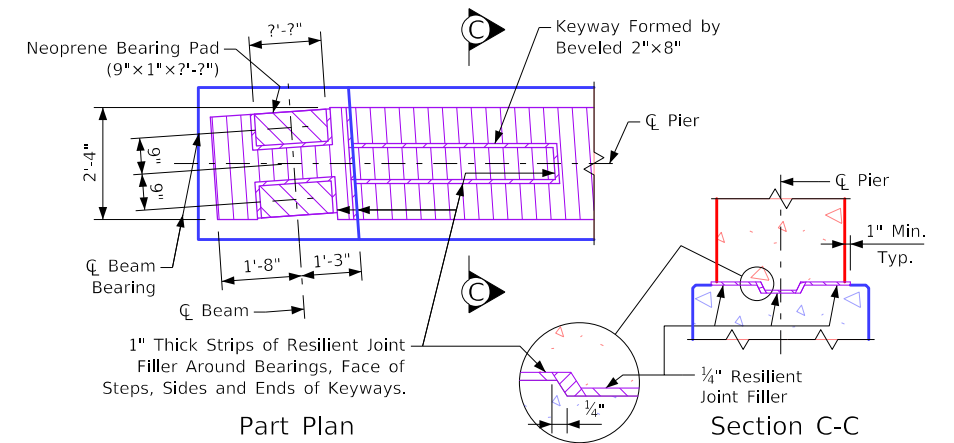 ?'-?"
Neoprene Bearing Pad
(9"×1"×?'-?")
C
Keyway Formed by
Beveled 2"×8"
2'-4"
9"
9"
℄ Pier
℄ Beam
Bearing
1'-8"
1'-3"
℄ Beam
C
℄ Pier
1" Min.
Typ.
1" Thick Strips of Resilient Joint
Filler Around Bearings, Face of
Steps, Sides and Ends of Keyways.
¼"
¼" Resilient
Joint Filler
Part Plan
Section C-C